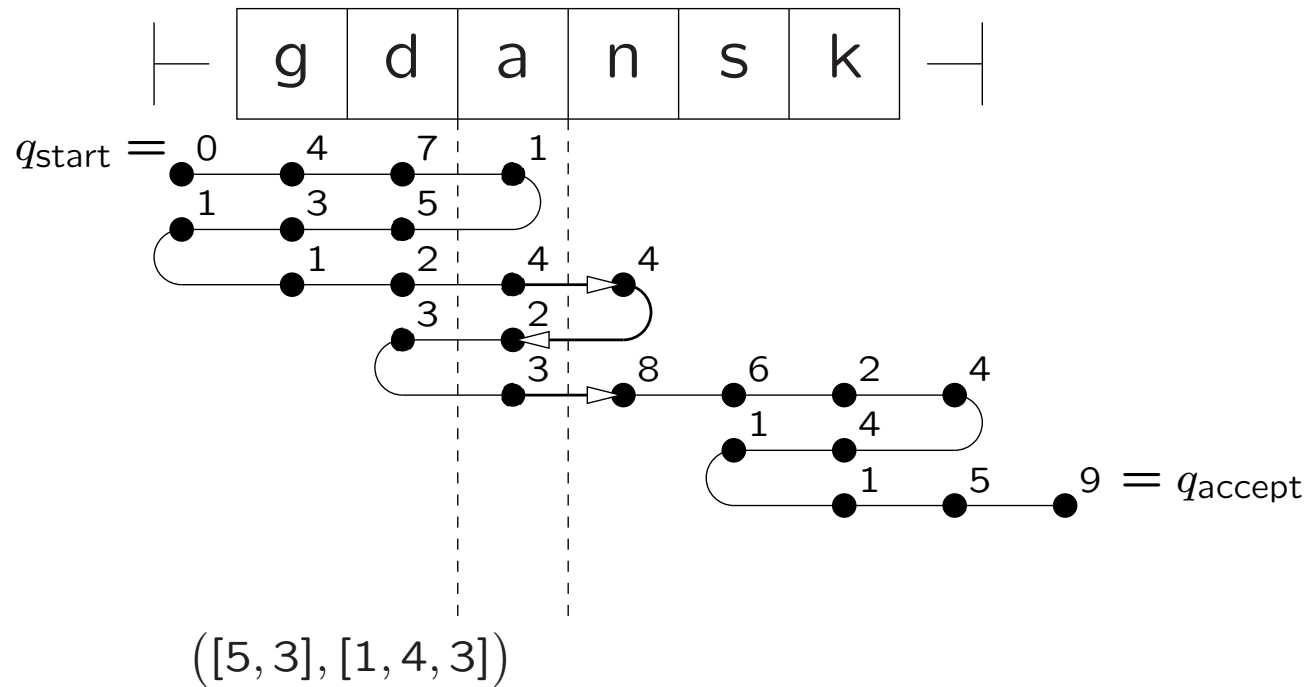 g d a n s k
q_start = 0 4 7 1
1 3 5
1 2 4 4
3 2
3 8 6 2 4
1 4
1 5 9 = q_accept
([5, 3], [1, 4, 3])